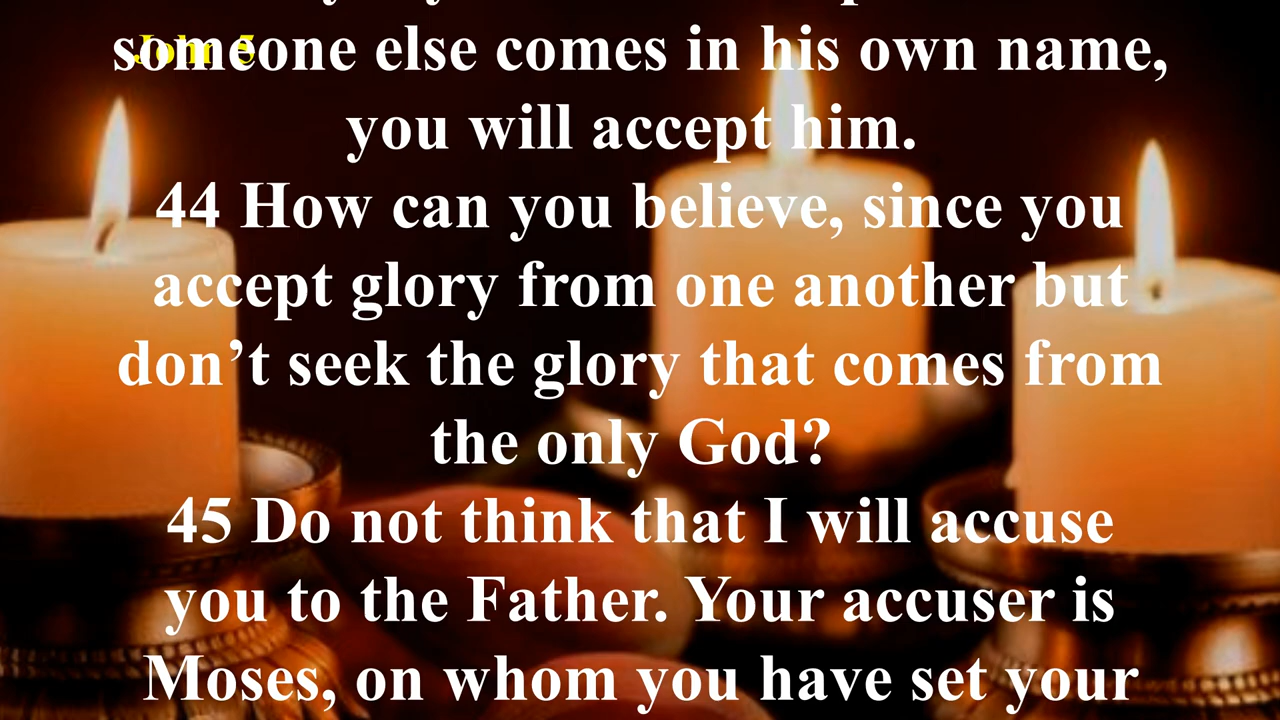 John 5
someone else comes in his own name,
you will accept him.
44 How can you believe, since you
accept glory from one another but
don’t seek the glory that comes from
the only God?
45 Do not think that I will accuse
you to the Father. Your accuser is
Moses, on whom you have set your